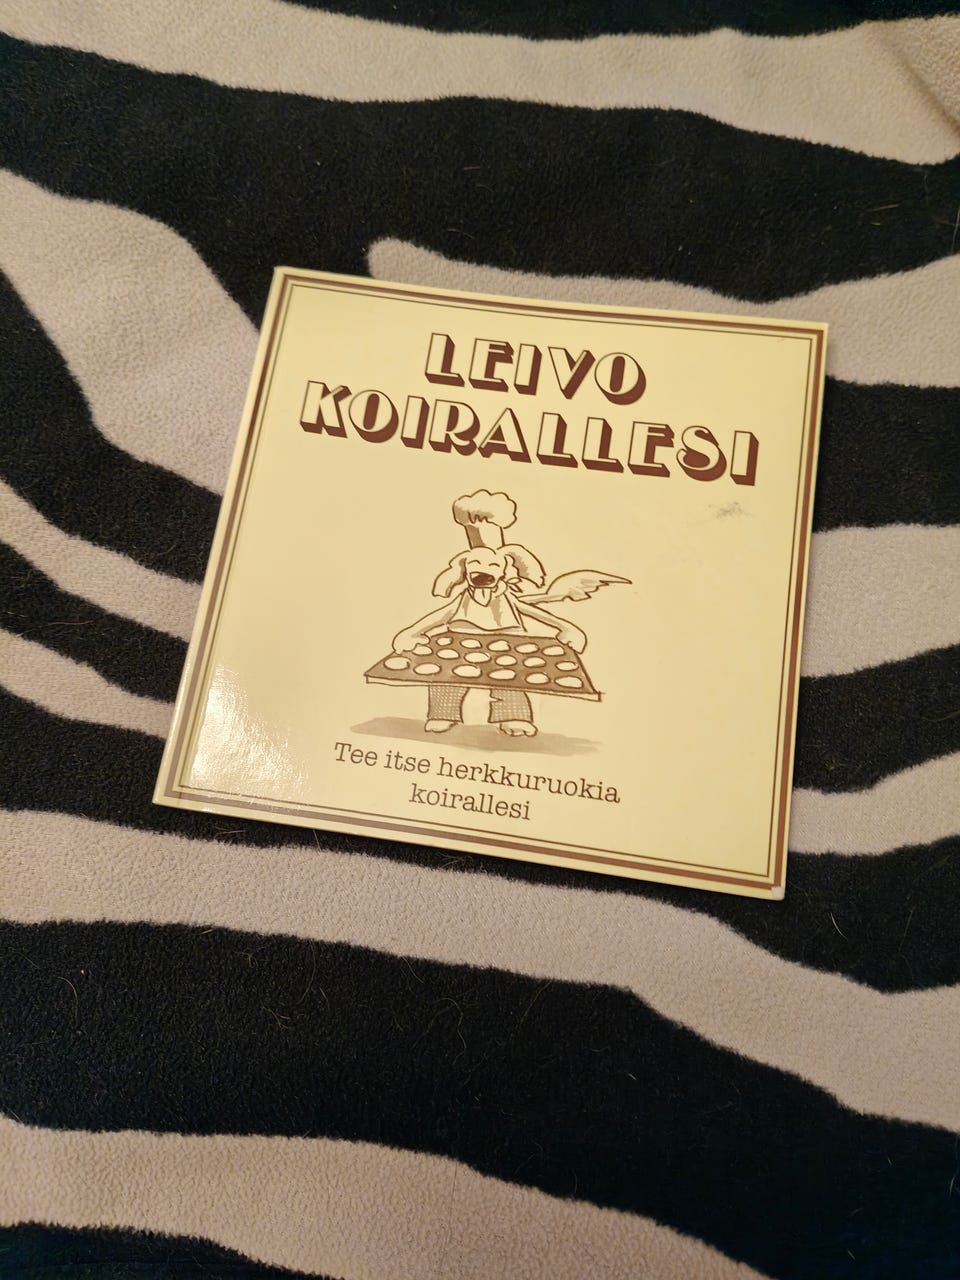 LEIVO
KOIRALLESI
Tee itse herkkuruokia
koirallesi